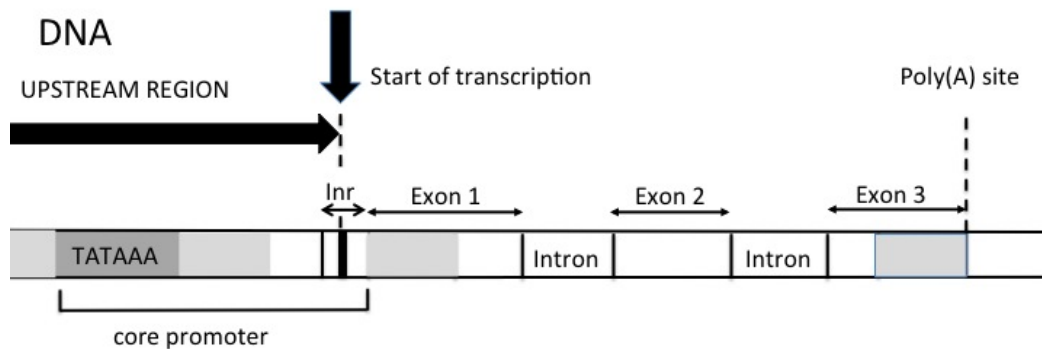 DNA
Start of transcription
UPSTREAM REGION
Poly(A) site
Inr
Exon 1
Exon 2
Exon 3
TATAAA
Intron
Intron
core promoter